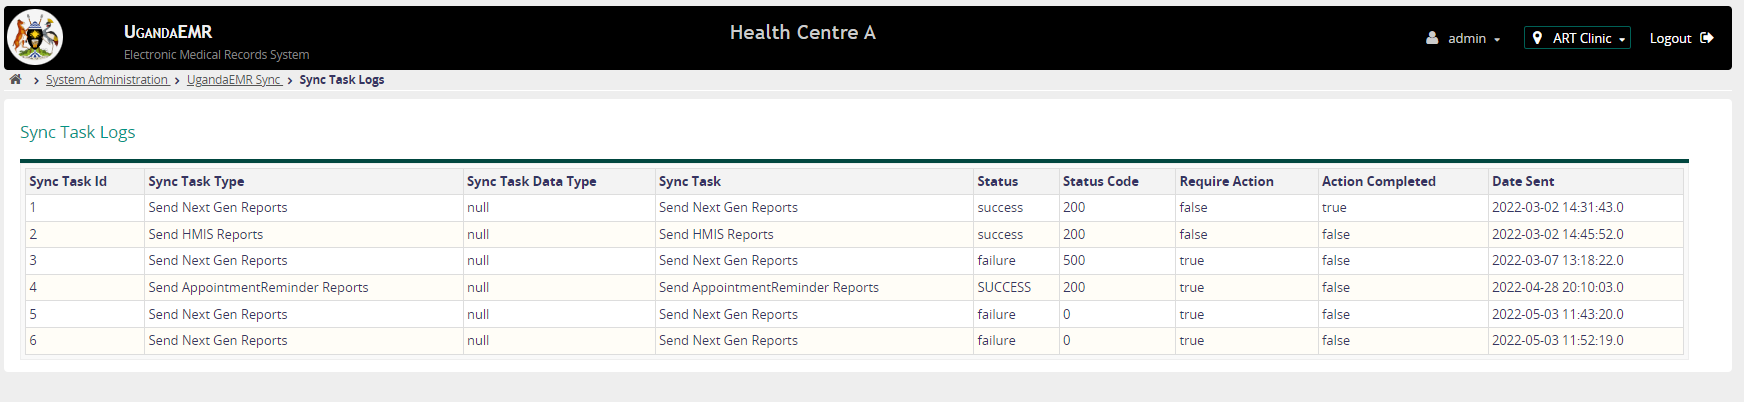 UGANDAEMR
Electronic Medical Records System
Health Centre A
admin
ART Clinic
Logout
System Administration > UgandaEMR Sync > Sync Task Logs
Sync Task Logs
Sync Task Id Sync Task Type Sync Task Data Type Sync Task Status Status Code Require Action Action Completed Date Sent
1 Send Next Gen Reports null Send Next Gen Reports success 200 false true 2022-03-02 14:31:43.0
2 Send HMIS Reports null Send HMIS Reports success 200 false false 2022-03-02 14:45:52.0
3 Send Next Gen Reports null Send Next Gen Reports failure 500 true false 2022-03-07 13:18:22.0
4 Send AppointmentReminder Reports null Send AppointmentReminder Reports SUCCESS 200 true false 2022-04-28 20:10:03.0
5 Send Next Gen Reports null Send Next Gen Reports failure 0 true false 2022-05-03 11:43:20.0
6 Send Next Gen Reports null Send Next Gen Reports failure 0 true false 2022-05-03 11:52:19.0